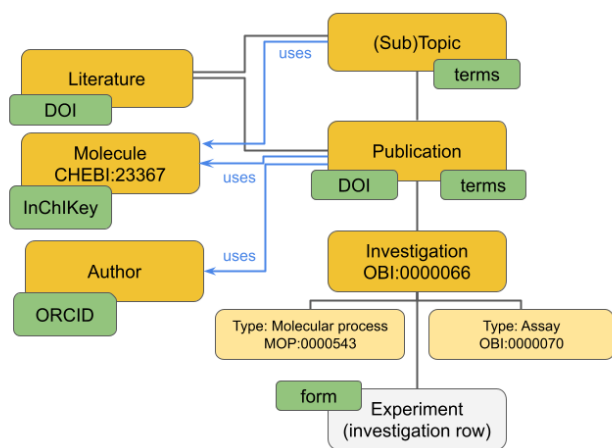 (Sub)Topic
terms
uses
Literature
DOI
Molecule
CHEBI:23367
InChIKey
uses
Publication
DOI
terms
Author
ORCID
uses
Investigation
OBI:0000066
Type: Molecular process
MOP:0000543
Type: Assay
OBI:0000070
form
Experiment
(investigation row)